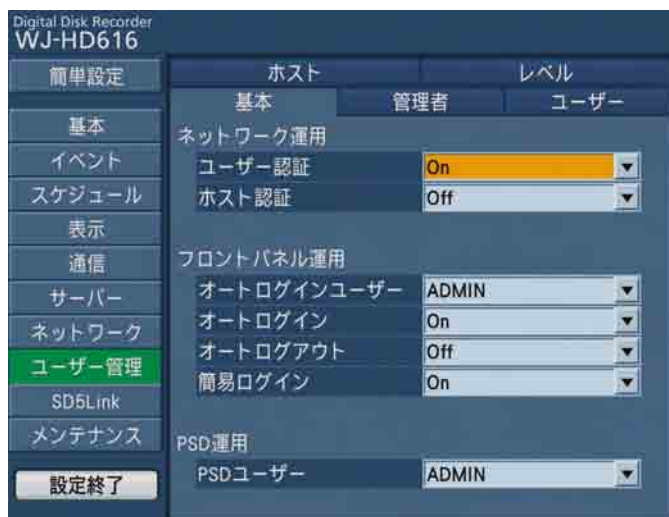 Digital Disk Recorder
WJ-HD616
簡単設定
基本
イベント
スケジュール
表示
通信
サーバー
ネットワーク
ユーザー管理
SD5Link
メンテナンス
設定終了
ホスト レベル
基本 管理者 ユーザー
ネットワーク運用
ユーザー認証 On
ホスト認証 Off
フロントパネル運用
オートログインユーザー ADMIN
オートログイン On
オートログアウト Off
簡易ログイン On
PSD運用
PSDユーザー ADMIN